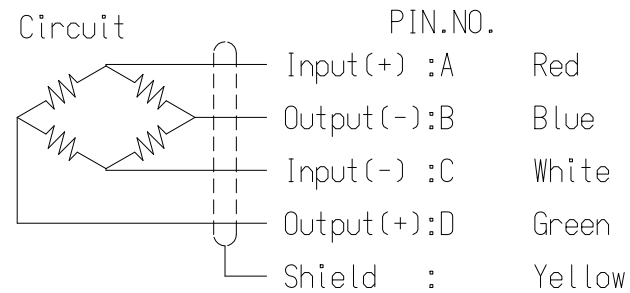 Circuit PIN.NO.
Input(+) :A Red
Output(-):B Blue
Input(-) :C White
Output(+):D Green
Shield : Yellow